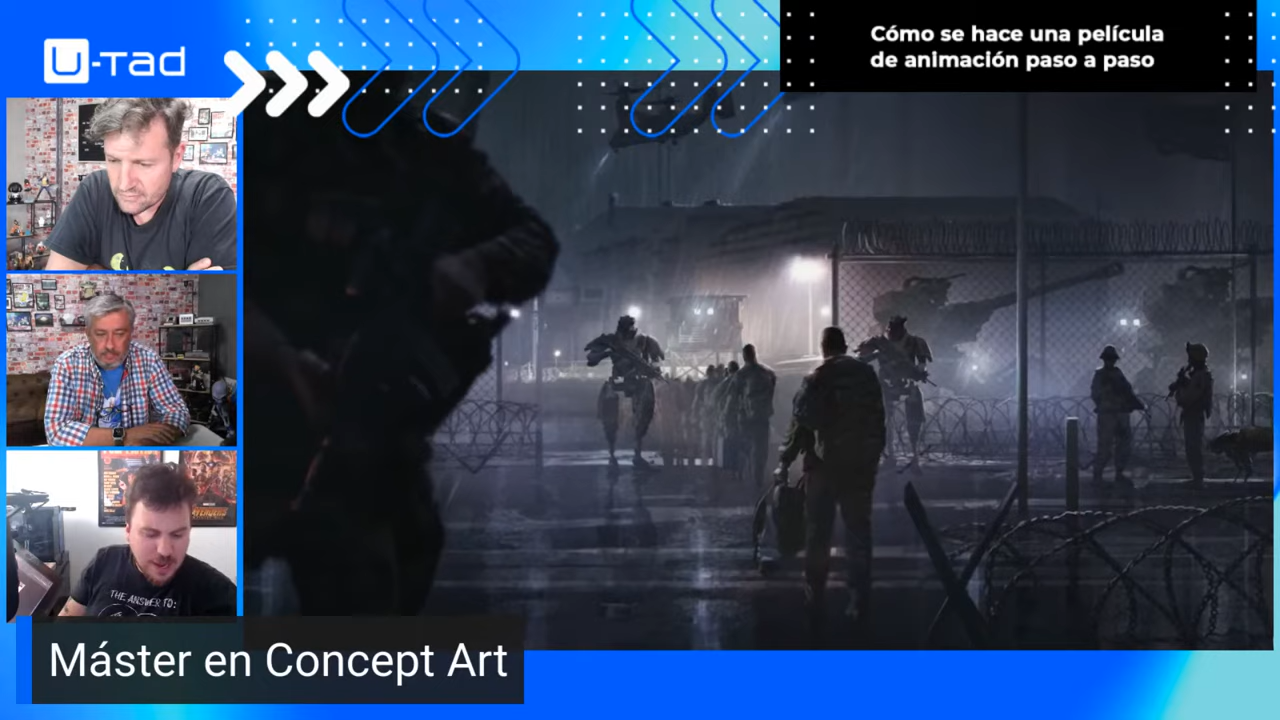 U-Tad
Cómo se hace una película
de animación paso a paso
THE ANSWER TO:
Máster en Concept Art